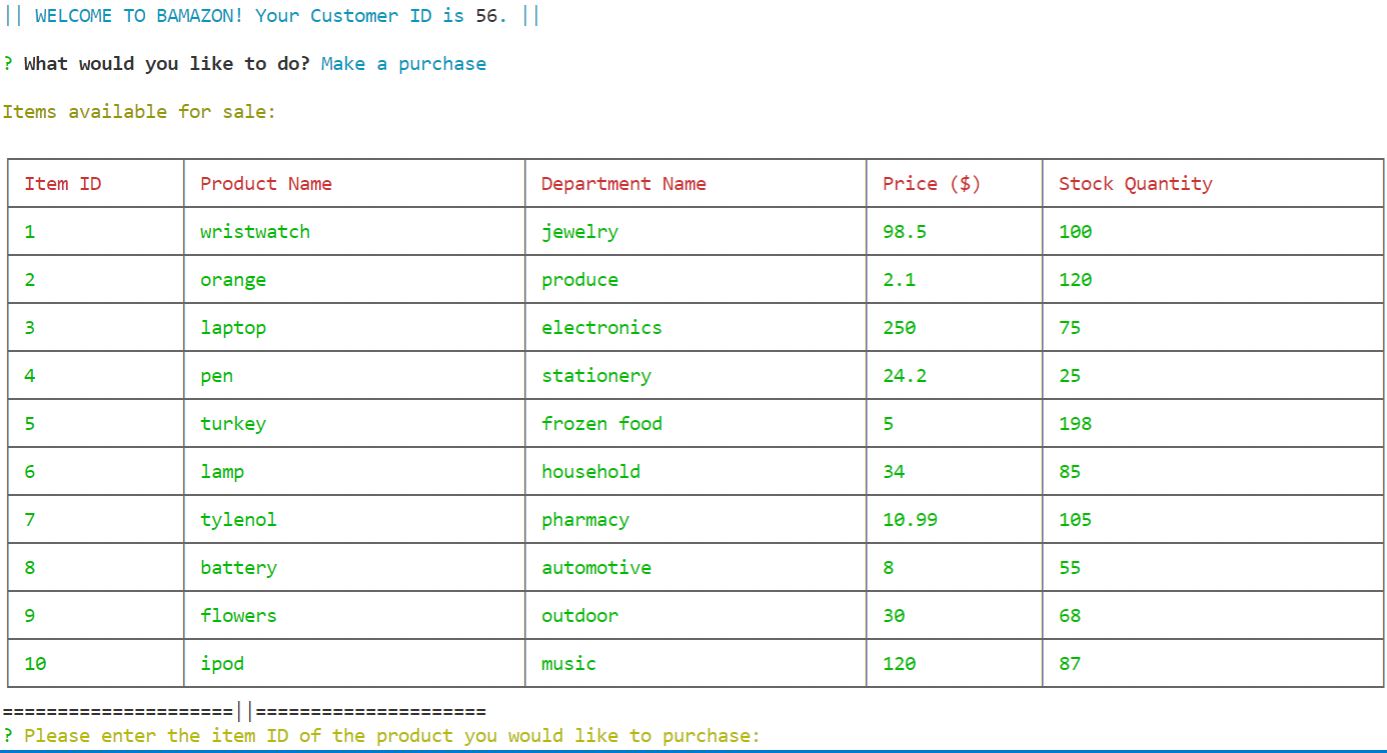 || WELCOME TO BAMAZON! Your Customer ID is 56. ||
? What would you like to do? Make a purchase
Items available for sale:
Item ID Product Name Department Name Price ($) Stock Quantity
1 wristwatch jewelry 98.5 100
2 orange produce 2.1 120
3 laptop electronics 250 75
4 pen stationery 24.2 25
5 turkey frozen food 5 198
6 lamp household 34 85
7 tylenol pharmacy 10.99 105
8 battery automotive 8 55
9 flowers outdoor 30 68
10 ipod music 120 87
=====================||=====================
? Please enter the item ID of the product you would like to purchase: